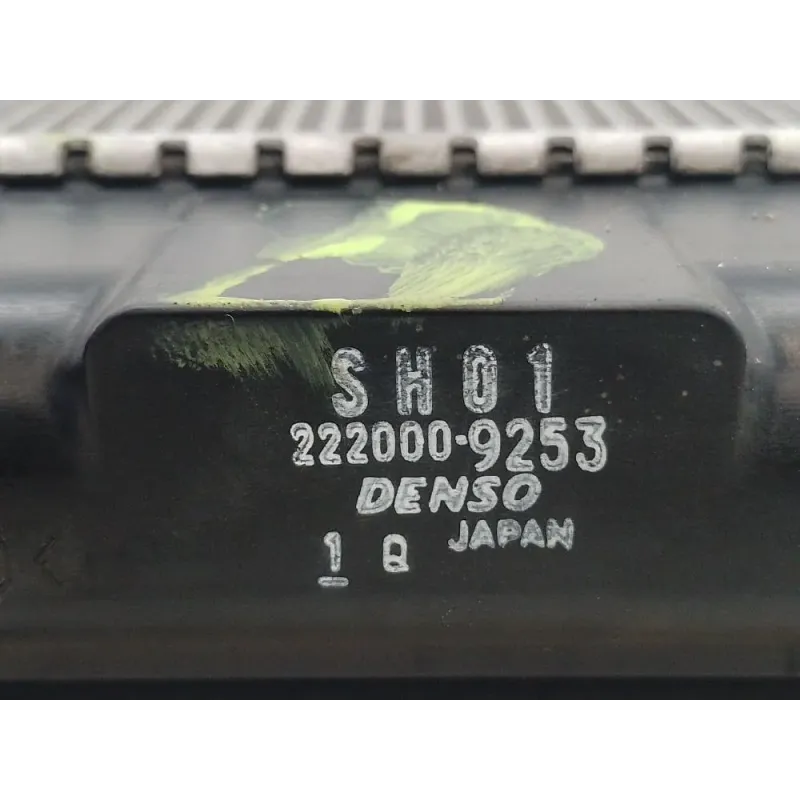 SH01
222000-9253
DENSO
1 Q JAPAN